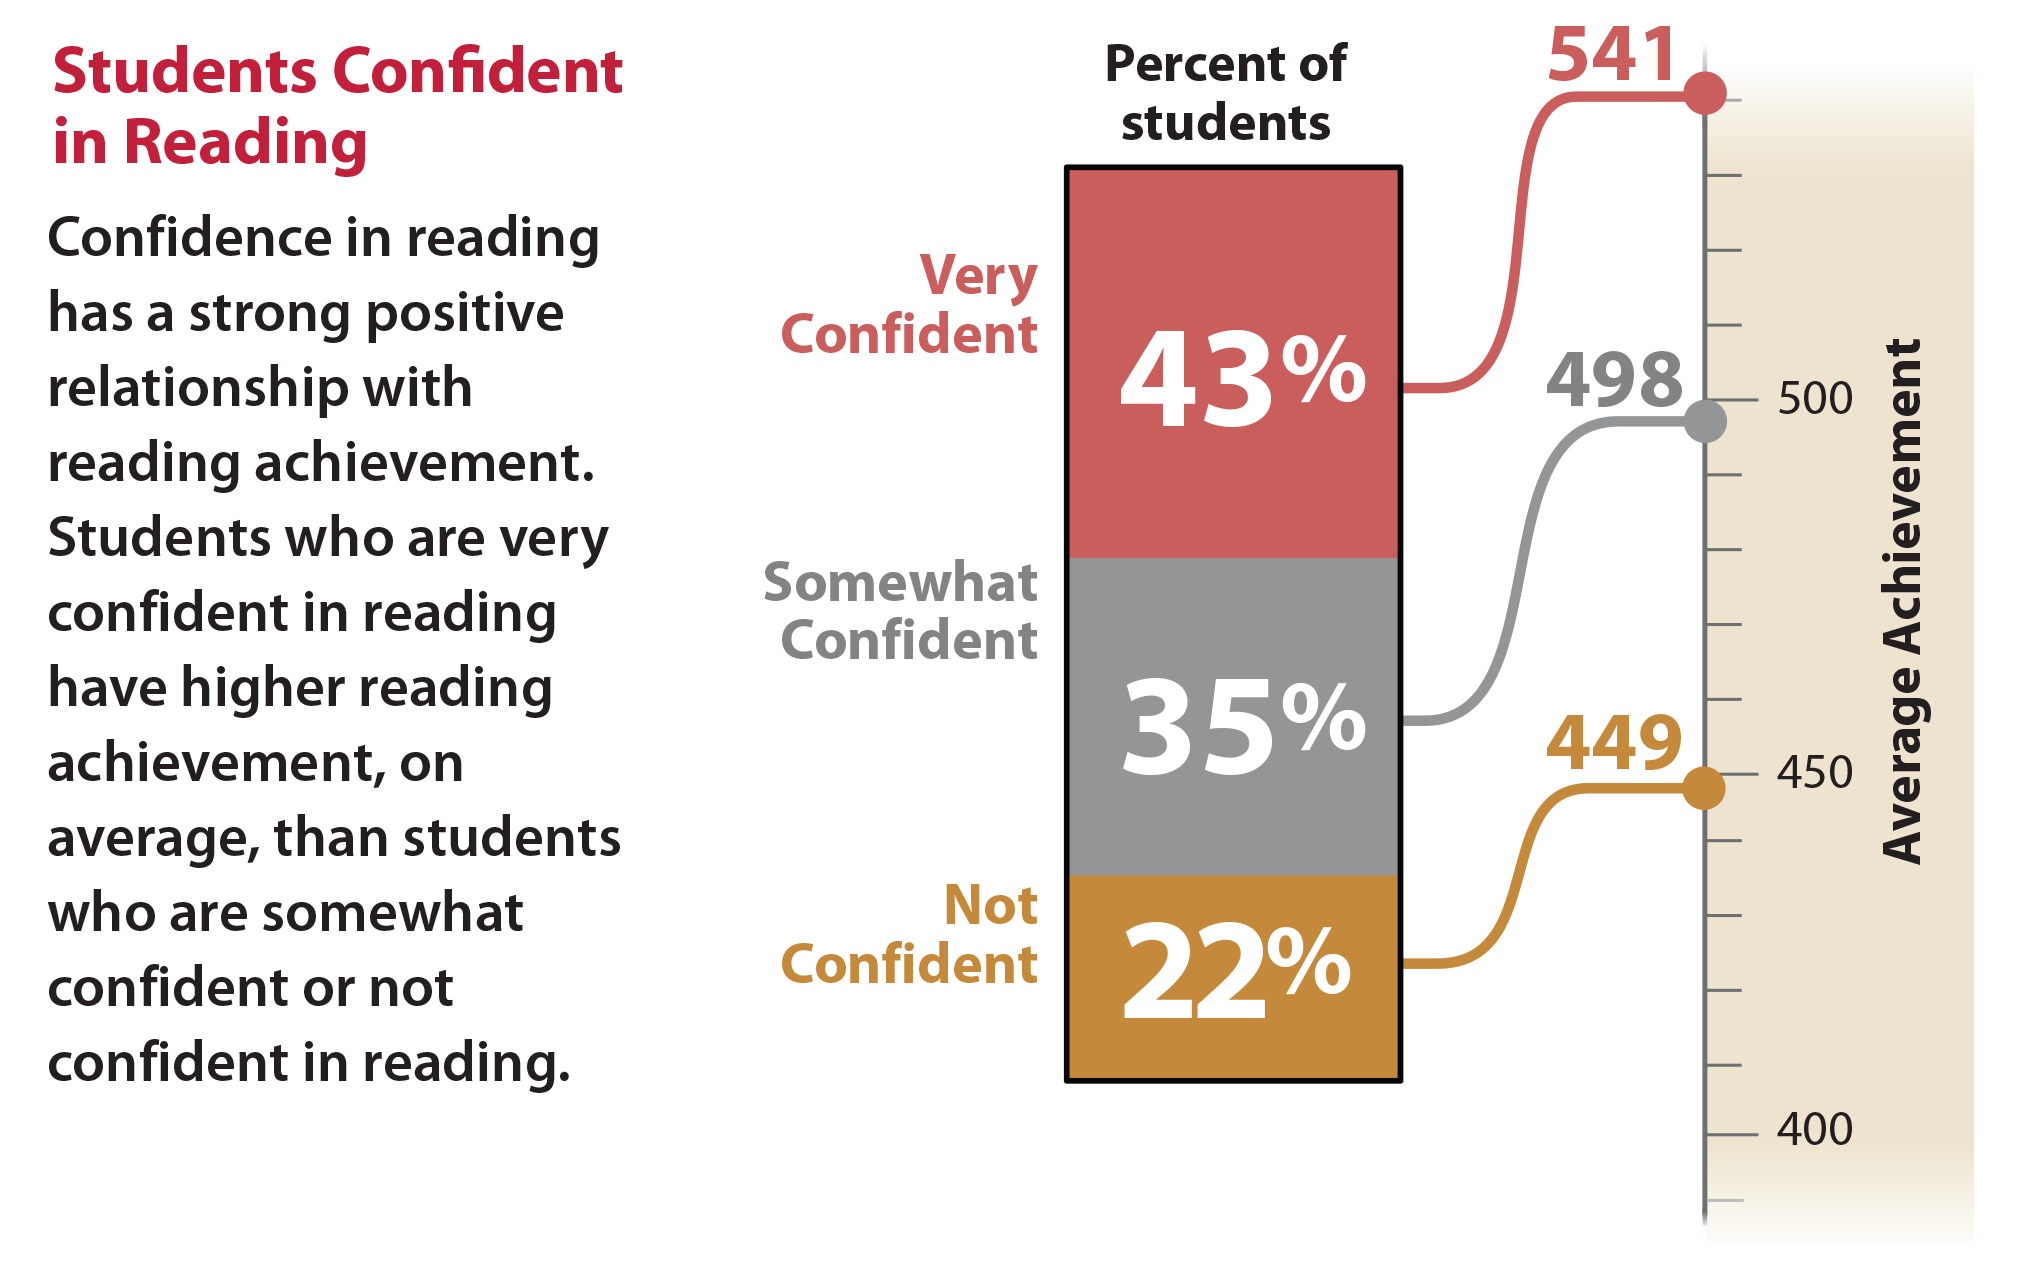 Students Confident
in Reading
Confidence in reading
has a strong positive
relationship with
reading achievement.
Students who are very
confident in reading
have higher reading
achievement, on
average, than students
who are somewhat
confident or not
confident in reading.
Percent of
students
Very
Confident
43%
Somewhat
Confident
35%
Not
Confident
22%
541
498
449
500
450
400
Average Achievement